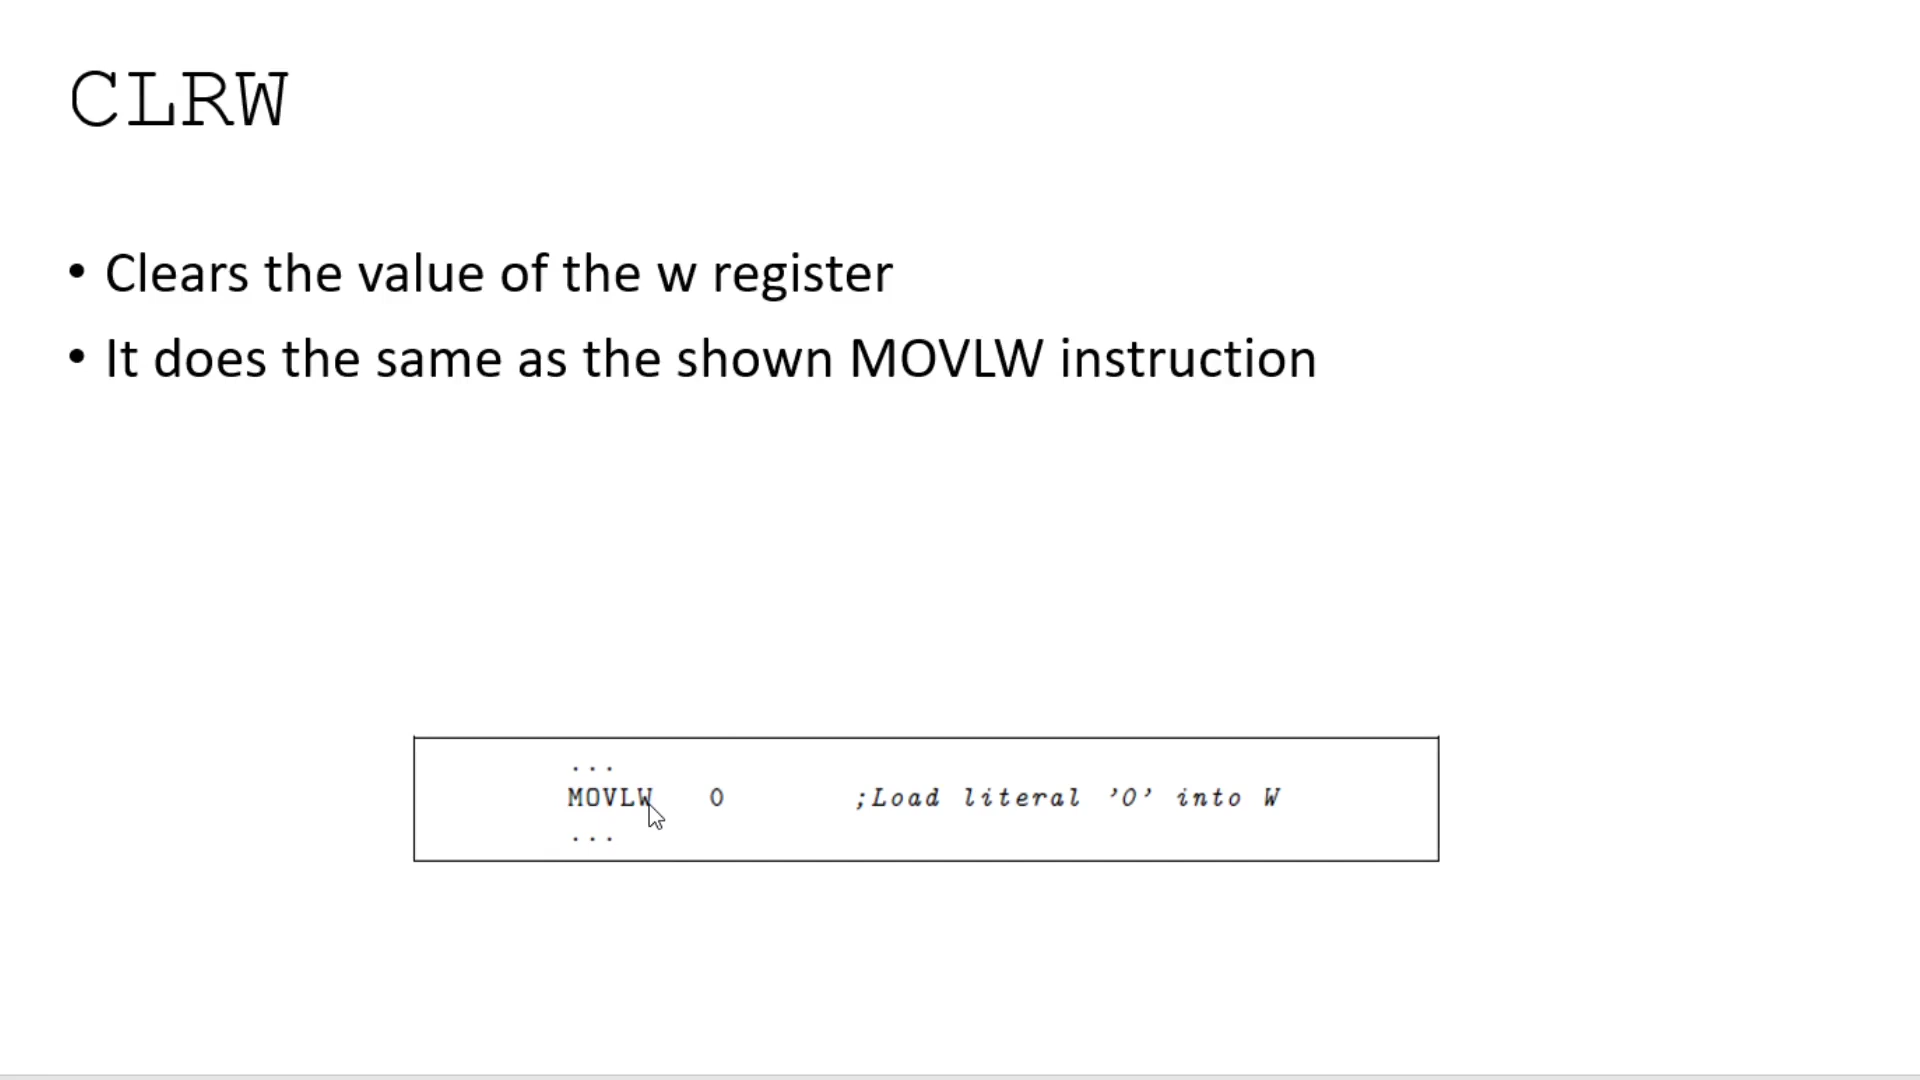 CLRW
• Clears the value of the w register
• It does the same as the shown MOVLW instruction
...
MOVLW 0 ;Load literal ’0’ into W
...